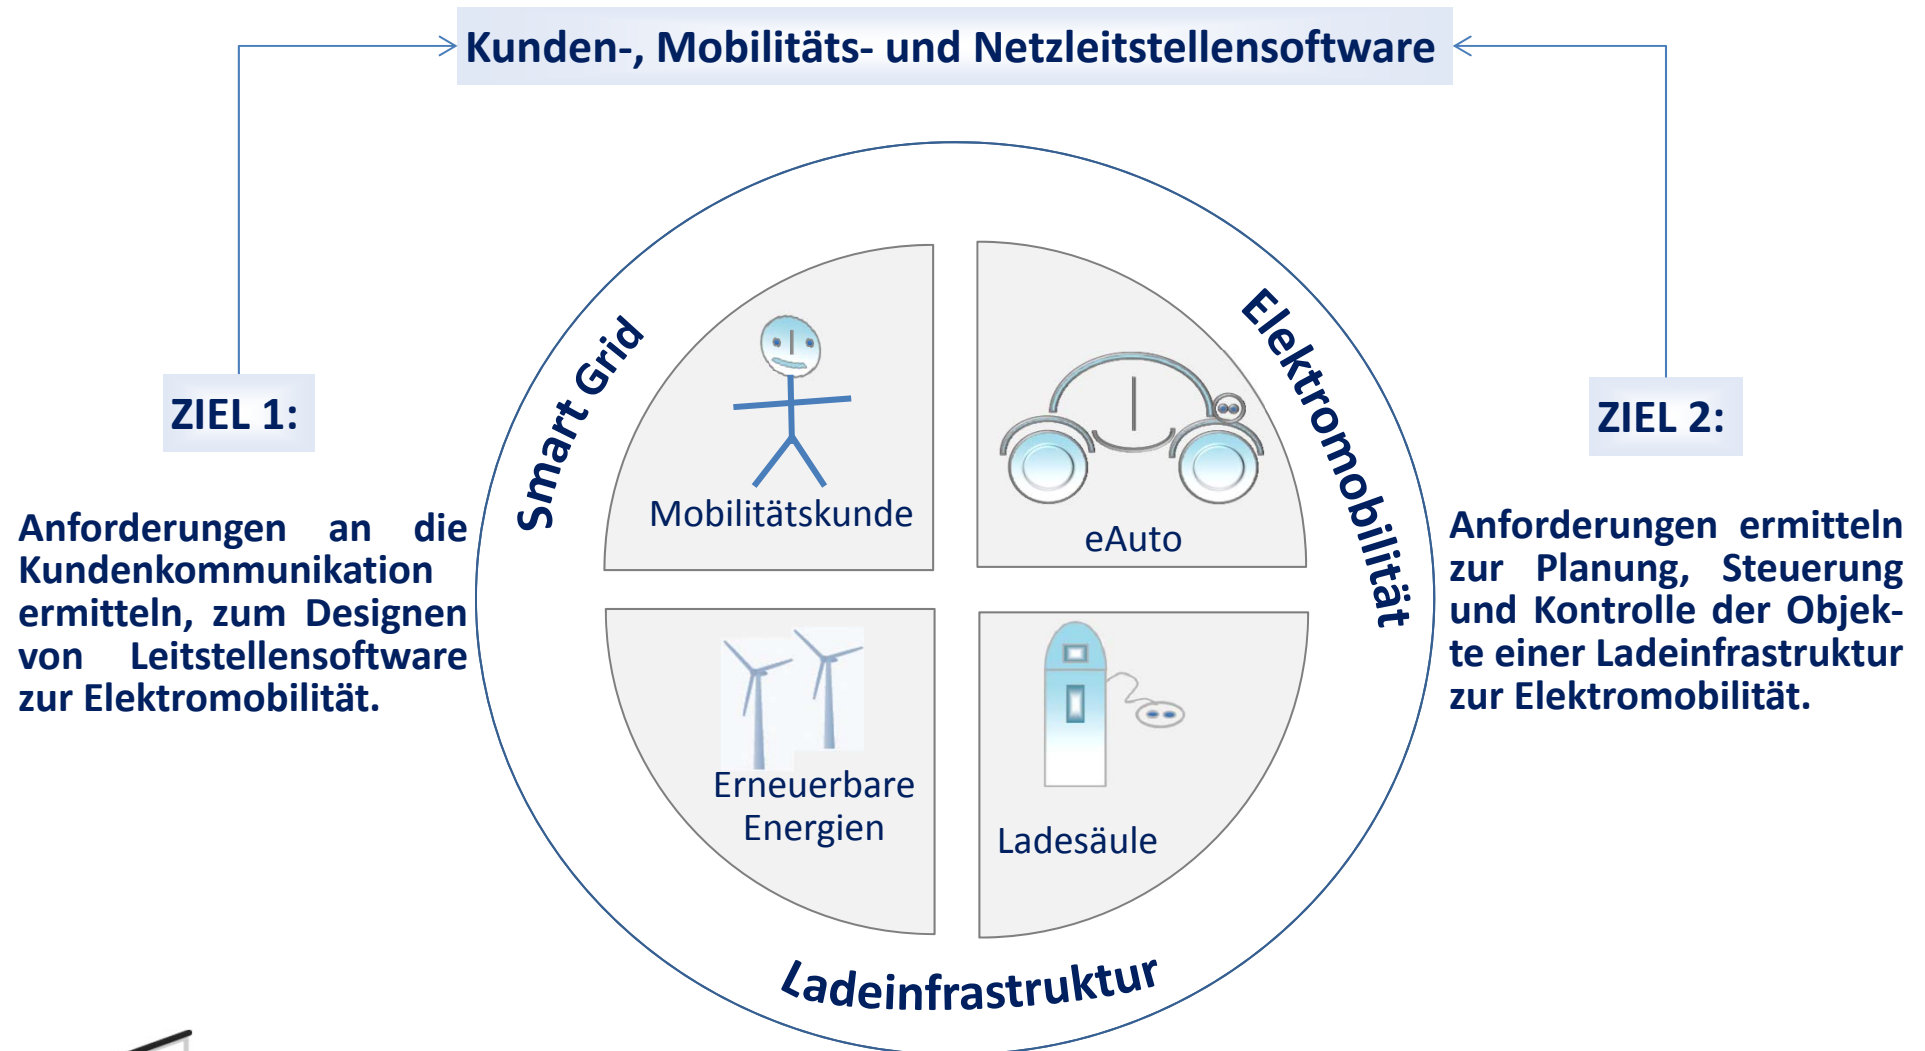 Kunden-, Mobilitäts- und Netzleitstellensoftware
ZIEL 1:
Anforderungen an die
Kundenkommunikation
ermitteln, zum Designen
von Leitstellensoftware
zur Elektromobilität.
Smart Grid
Elektromobilität
Ladeinfrastruktur
Mobilitätskunde
eAuto
Erneuerbare
Energien
Ladesäule
ZIEL 2:
Anforderungen ermitteln
zur Planung, Steuerung
und Kontrolle der Objek-
te einer Ladeinfrastruktur
zur Elektromobilität.